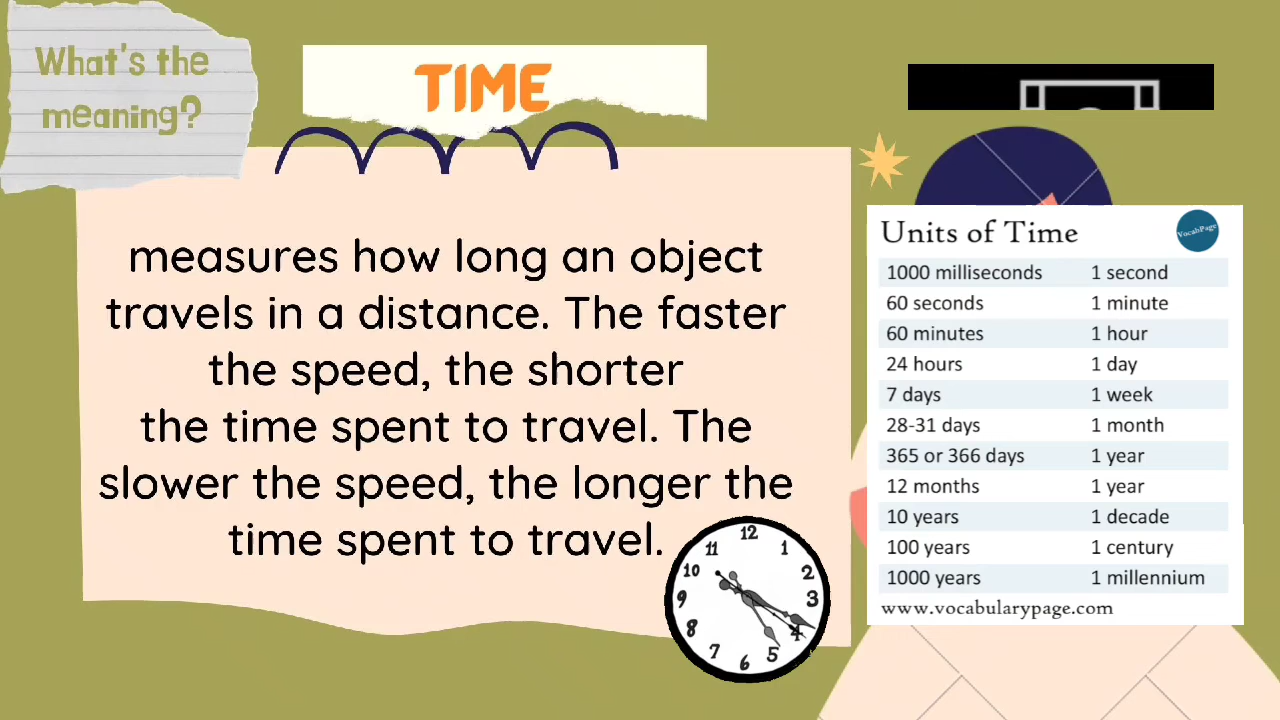 What's the
meaning?
TIME
measures how long an object
travels in a distance. The faster
the speed, the shorter
the time spent to travel. The
slower the speed, the longer the
time spent to travel.
12
11 1
10 2
9 3
8 4
7 5
6
Units of Time
VocabPage
1000 milliseconds 1 second
60 seconds 1 minute
60 minutes 1 hour
24 hours 1 day
7 days 1 week
28-31 days 1 month
365 or 366 days 1 year
12 months 1 year
10 years 1 decade
100 years 1 century
1000 years 1 millennium
www.vocabularypage.com